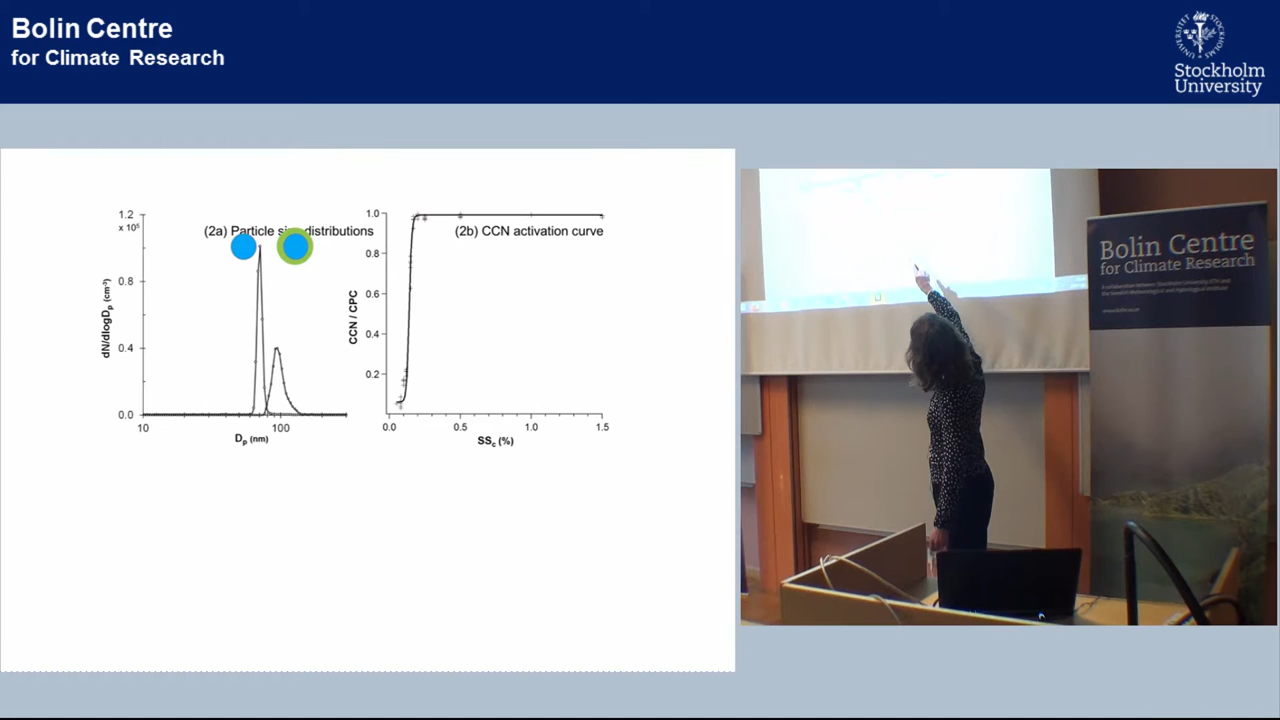 Bolin Centre
for Climate Research
Stockholm
University
1.2
x 10⁵
(2a) Particle size distributions
0.8
0.4
0.0
dN/dlogDp (cm-3)
10
100
Dp (nm)
(2b) CCN activation curve
1.0
0.8
0.6
0.4
0.2
CCN / CPC
0.0
0.5
1.0
1.5
SSc (%)
Bolin Centre
for Climate Research